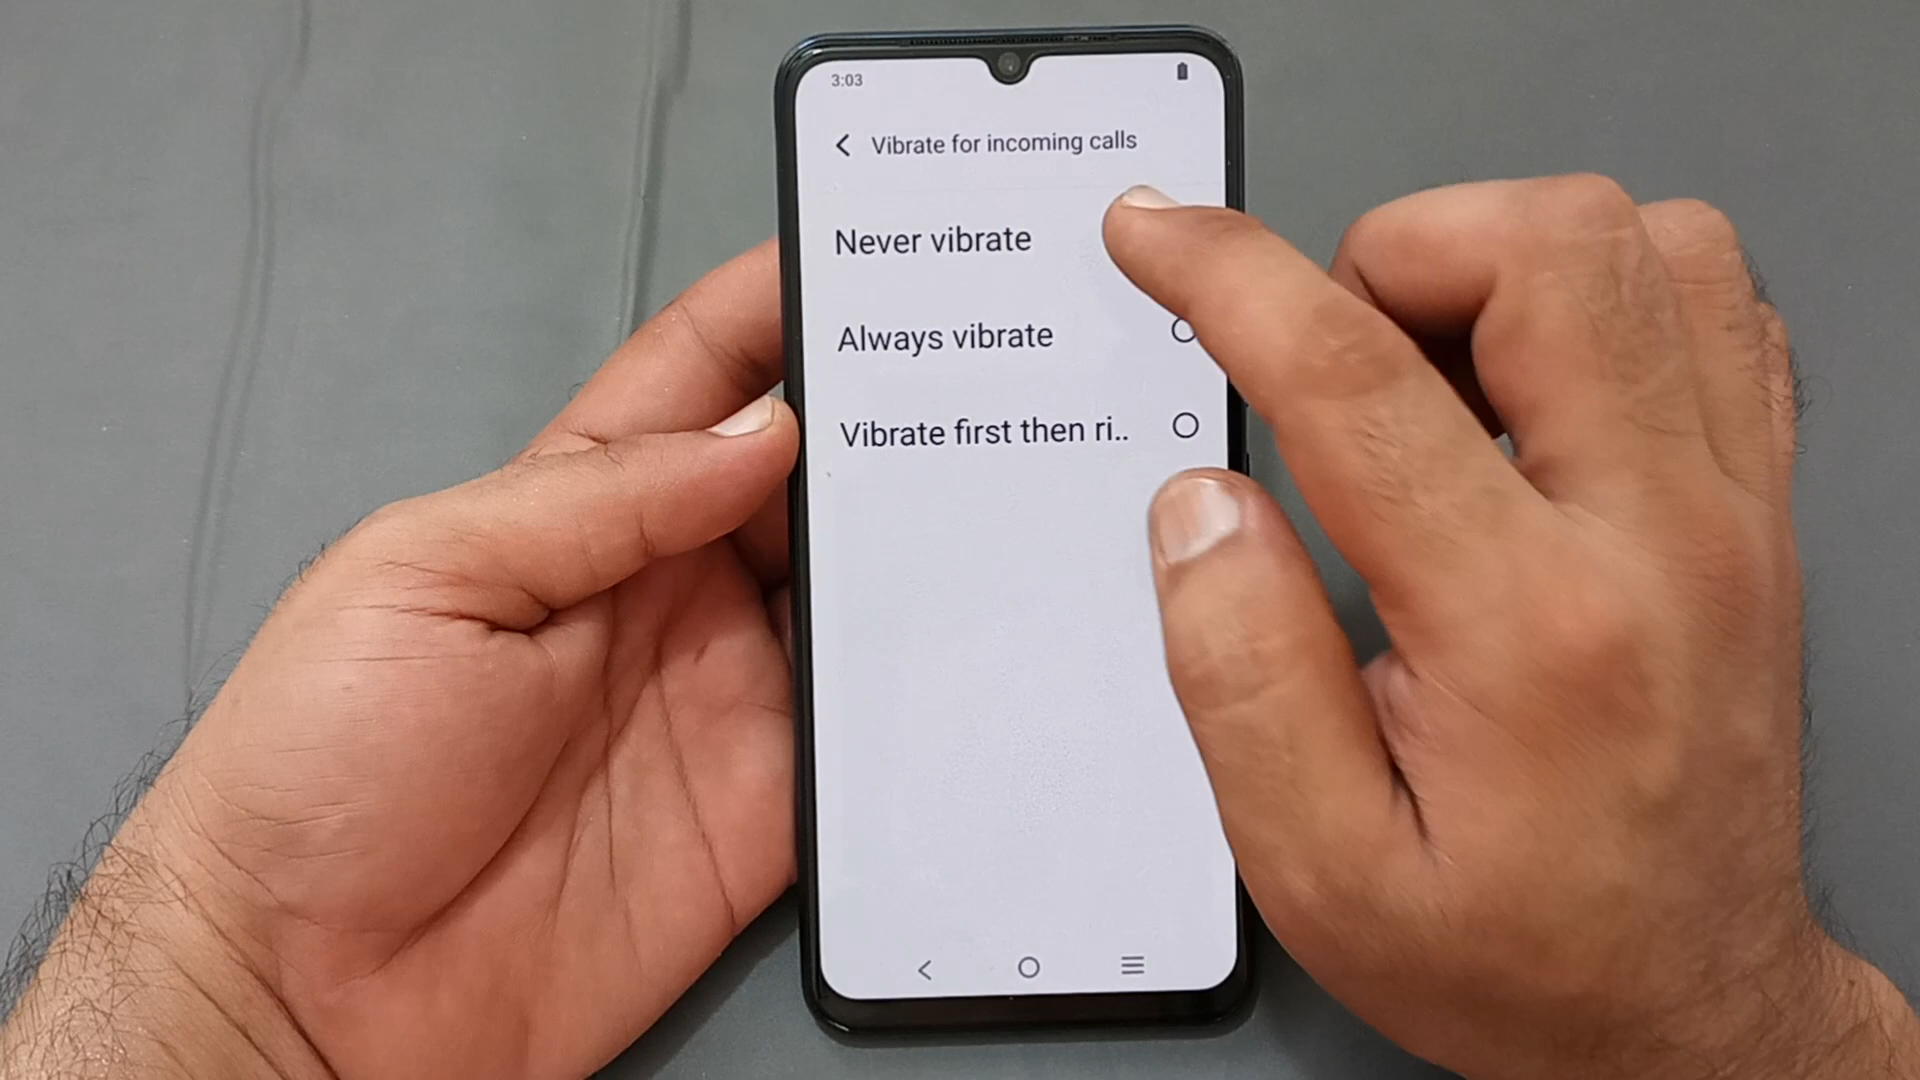 3:03
Vibrate for incoming calls
Never vibrate
Always vibrate
Vibrate first then ri..